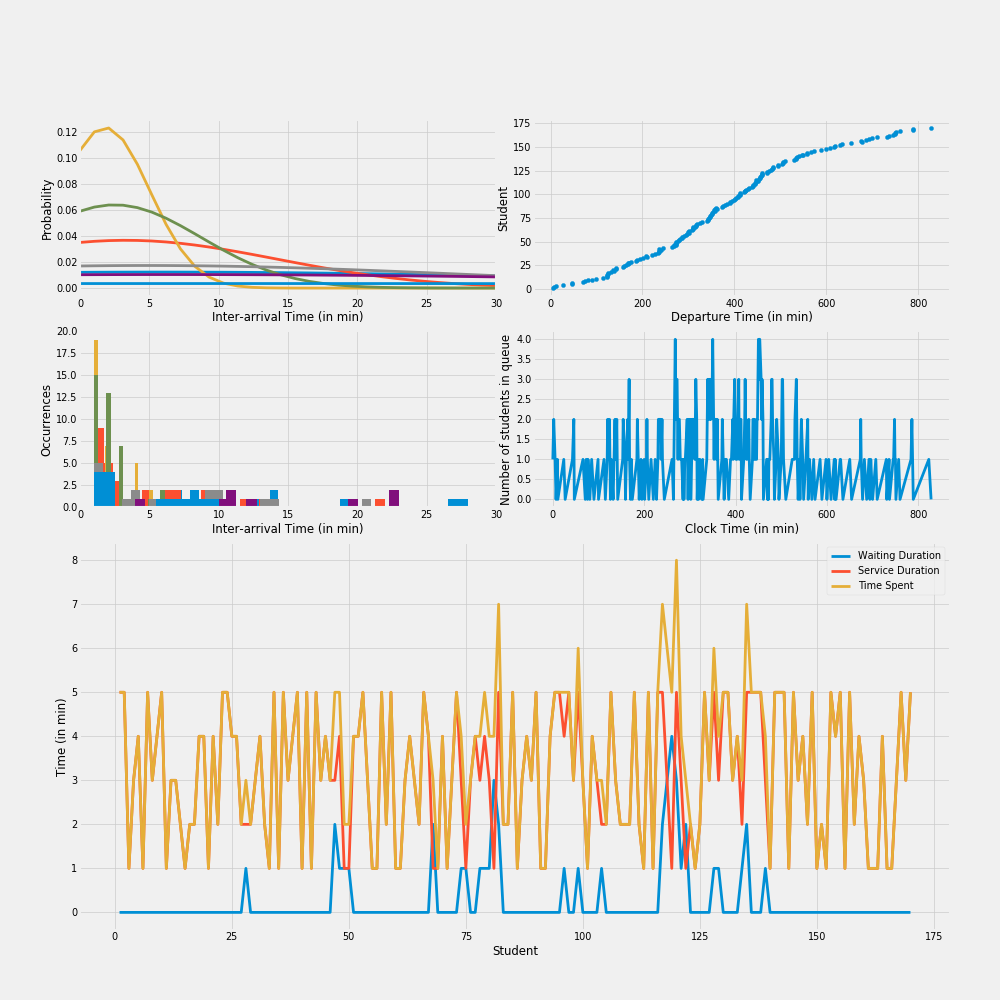 0.12
0.10
0.08
0.06
0.04
0.02
0.00
Probability
0 5 10 15 20 25 30
Inter-arrival Time (in min)
175
150
125
100
75
50
25
0
Student
0 200 400 600 800
Departure Time (in min)
20.0
17.5
15.0
12.5
10.0
7.5
5.0
2.5
0.0
Occurrences
0 5 10 15 20 25 30
Inter-arrival Time (in min)
4.0
3.5
3.0
2.5
2.0
1.5
1.0
0.5
0.0
Number of students in queue
0 200 400 600 800
Clock Time (in min)
8
7
6
5
4
3
2
1
0
Time (in min)
Waiting Duration
Service Duration
Time Spent
0 25 50 75 100 125 150 175
Student